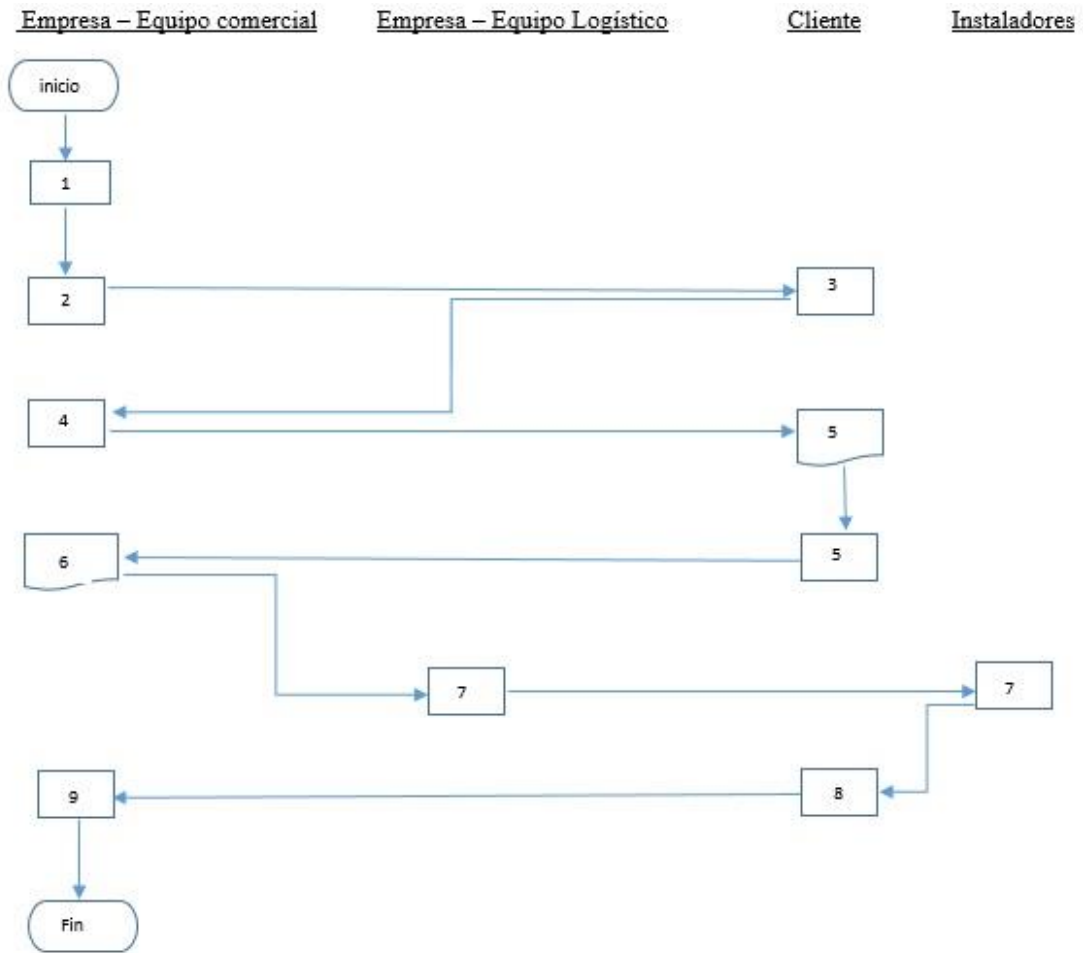 Empresa – Equipo comercial Empresa – Equipo Logístico Cliente Instaladores
inicio
1
2 3
4 5
6 5
7 7
9 8
Fin